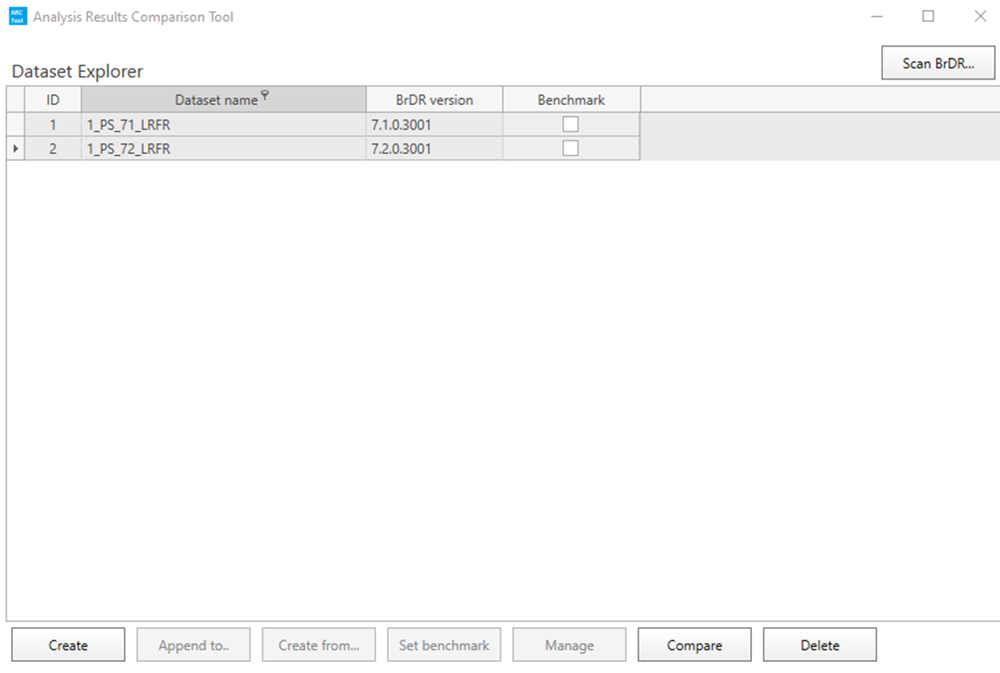 ARC
Tool
Analysis Results Comparison Tool
Scan BrDR...
Dataset Explorer
ID Dataset name BrDR version Benchmark
1 1_PS_71_LRFR 7.1.0.3001
2 1_PS_72_LRFR 7.2.0.3001
Create Append to.. Create from... Set benchmark Manage Compare Delete